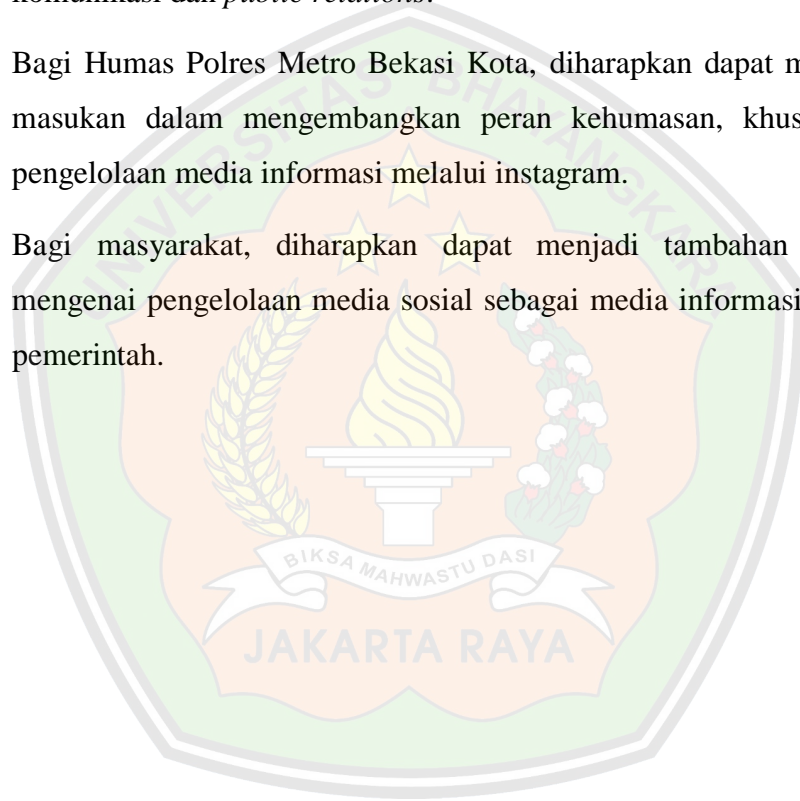 komunikasi dan public relations.
Bagi Humas Polres Metro Bekasi Kota, diharapkan dapat
masukan dalam mengembangkan peran kehumasan,
pengelolaan media informasi melalui instagram.
Bagi masyarakat, diharapkan dapat menjadi tambahan
mengenai pengelolaan media sosial sebagai media informasi
pemerintah.
UNIVERSITAS BHAYANGKARA
BIKSA MAHWASTU DASI
JAKARTA RAYA